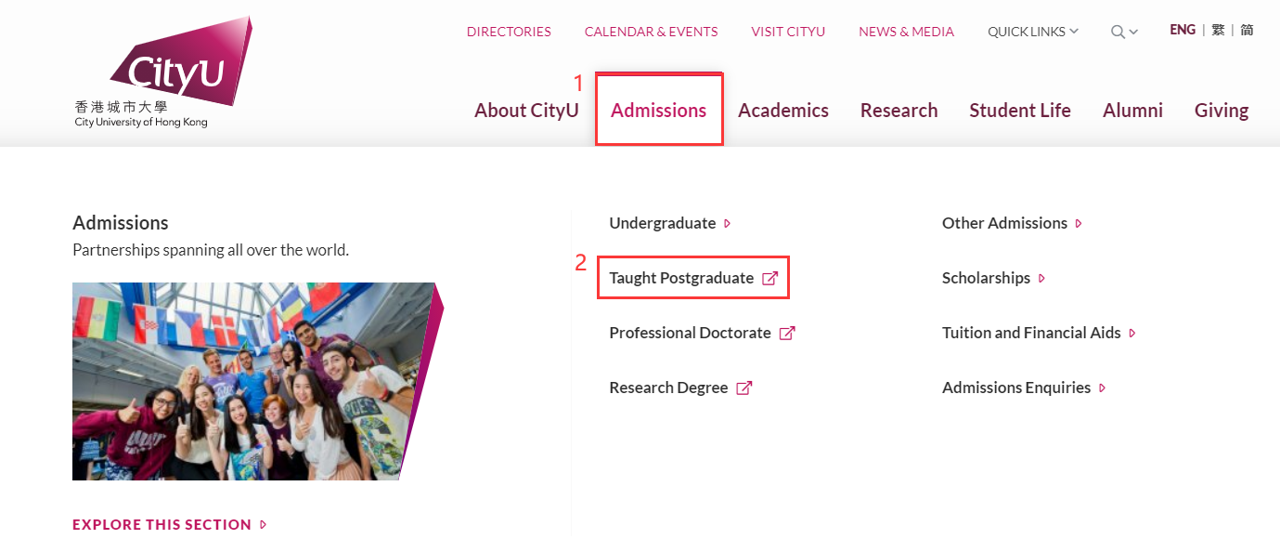 DIRECTORIES CALENDAR & EVENTS VISIT CITYU NEWS & MEDIA QUICK LINKS ENG | 繁 | 简
CityU
香港城市大學
City University of Hong Kong
1
About CityU Admissions Academics Research Student Life Alumni Giving
Admissions
Partnerships spanning all over the world.
EXPLORE THIS SECTION
Undergraduate
2
Taught Postgraduate
Professional Doctorate
Research Degree
Other Admissions
Scholarships
Tuition and Financial Aids
Admissions Enquiries